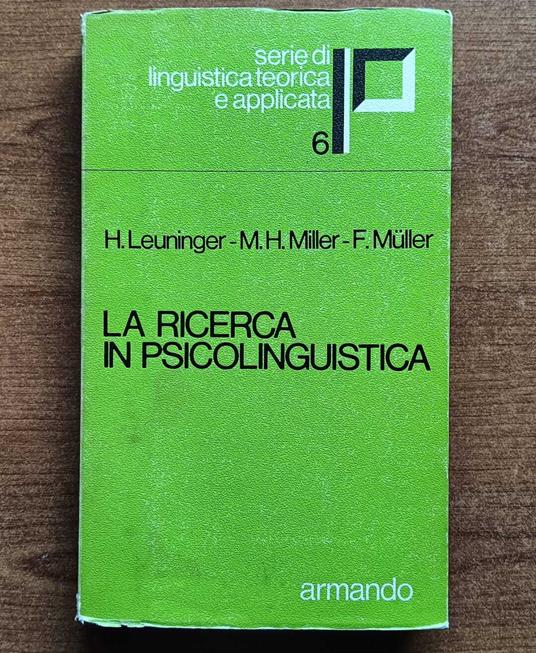 serie di
linguistica teorica
e applicata
6
H. Leuninger - M. H. Miller - F. Müller
LA RICERCA
IN PSICOLINGUISTICA
armando